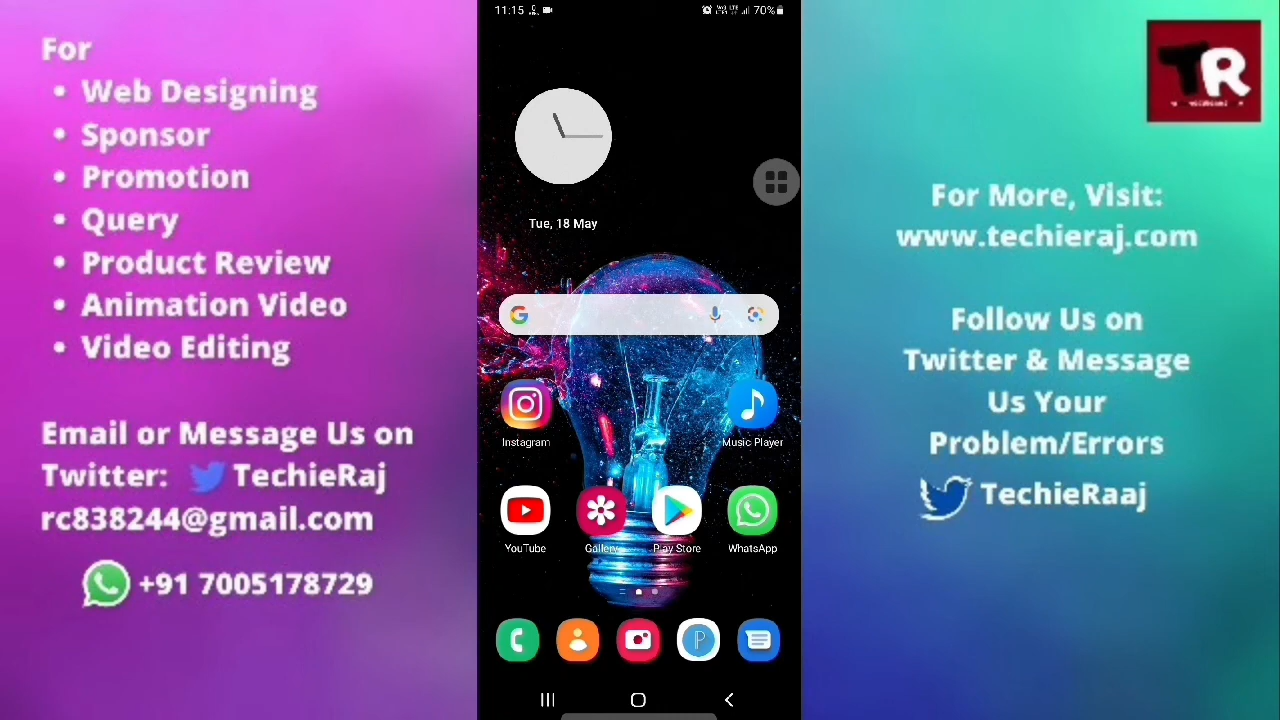 For
• Web Designing
• Sponsor
• Promotion
• Query
• Product Review
• Animation Video
• Video Editing
Email or Message Us on
Twitter: TechieRaj
rc838244@gmail.com
+91 7005178729
11:15
70%
Tue, 18 May
Instagram
Music Player
YouTube
Gallery
Play Store
WhatsApp
TR
For More, Visit:
www.techieraj.com
Follow Us on
Twitter & Message
Us Your
Problem/Errors
TechieRaaj